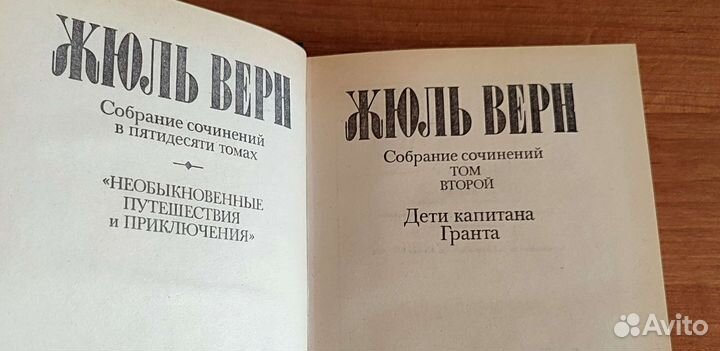 ЖЮЛЬ ВЕРН
Собрание сочинений
в пятидесяти томах
«НЕОБЫКНОВЕННЫЕ
ПУТЕШЕСТВИЯ
и ПРИКЛЮЧЕНИЯ»
ЖЮЛЬ ВЕРН
Собрание сочинений
ТОМ
ВТОРОЙ
Дети капитана
Гранта
Avito